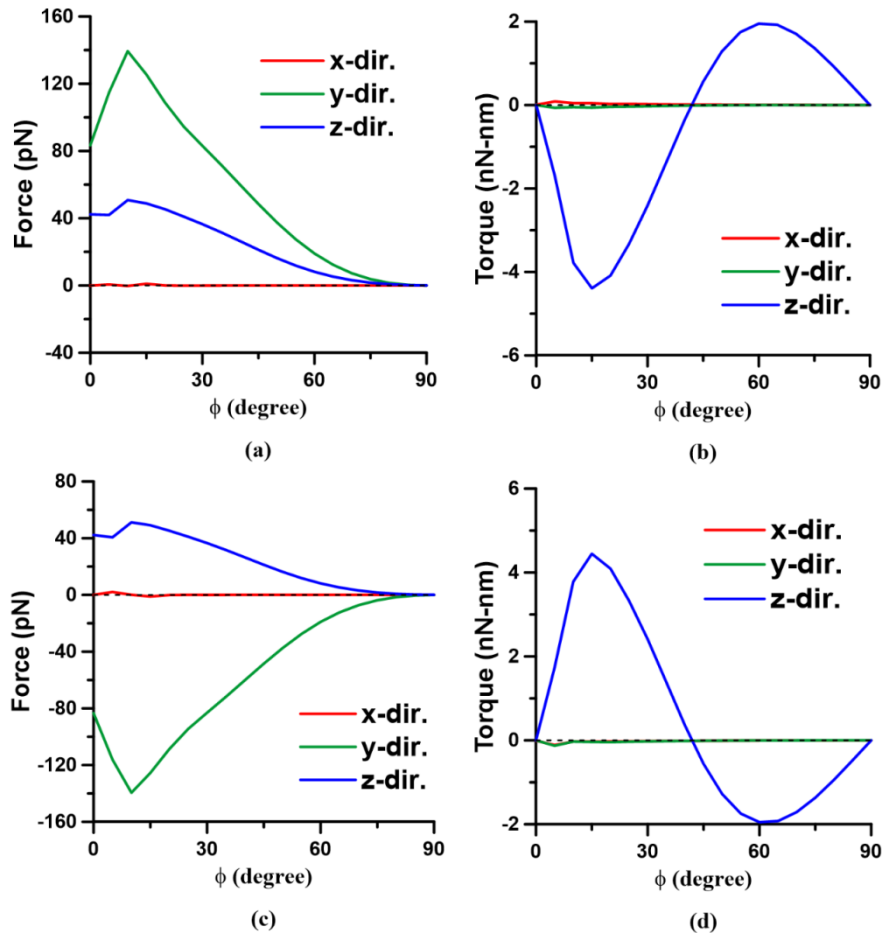 160
120
80
40
0
-40
Force (pN)
x-dir.
y-dir.
z-dir.
0 30 60 90
ϕ (degree)
(a)
2
0
-2
-4
-6
Torque (nN-nm)
x-dir.
y-dir.
z-dir.
0 30 60 90
ϕ (degree)
(b)
80
40
0
-40
-80
-120
-160
Force (pN)
x-dir.
y-dir.
z-dir.
0 30 60 90
ϕ (degree)
(c)
6
4
2
0
-2
Torque (nN-nm)
x-dir.
y-dir.
z-dir.
0 30 60 90
ϕ (degree)
(d)